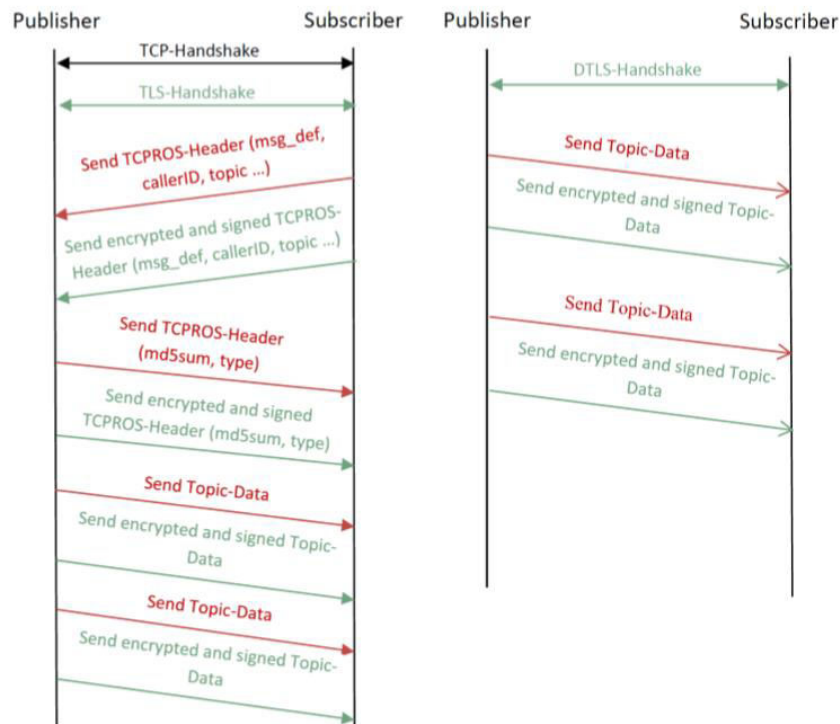 Publisher
Subscriber
TCP-Handshake
TLS-Handshake
Send TCPROS-Header (msg_def,
callerID, topic ...)
Send encrypted and signed TCPROS-
Header (msg_def, callerID, topic ...)
Send TCPROS-Header
(md5sum, type)
Send encrypted and signed
TCPROS-Header (md5sum, type)
Send Topic-Data
Send encrypted and signed Topic-
Data
Send Topic-Data
Send encrypted and signed Topic-
Data
Publisher
Subscriber
DTLS-Handshake
Send Topic-Data
Send encrypted and signed Topic-
Data
Send Topic-Data
Send encrypted and signed Topic-
Data